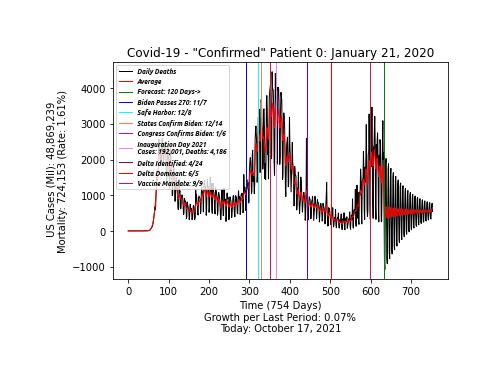 Covid-19 - "Confirmed" Patient 0: January 21, 2020
US Cases (Mil): 48,869,239
Mortality: 724,153 (Rate: 1.61%)
4000
3000
2000
1000
0
−1000
Daily Deaths
Average
Forecast: 120 Days->
Biden Passes 270: 11/7
Safe Harbor: 12/8
States Confirm Biden: 12/14
Congress Confirms Biden: 1/6
Inauguration Day 2021
Cases: 192,001, Deaths: 4,186
Delta Identified: 4/24
Delta Dominant: 6/5
Vaccine Mandate: 9/9
0 100 200 300 400 500 600 700
Time (754 Days)
Growth per Last Period: 0.07%
Today: October 17, 2021